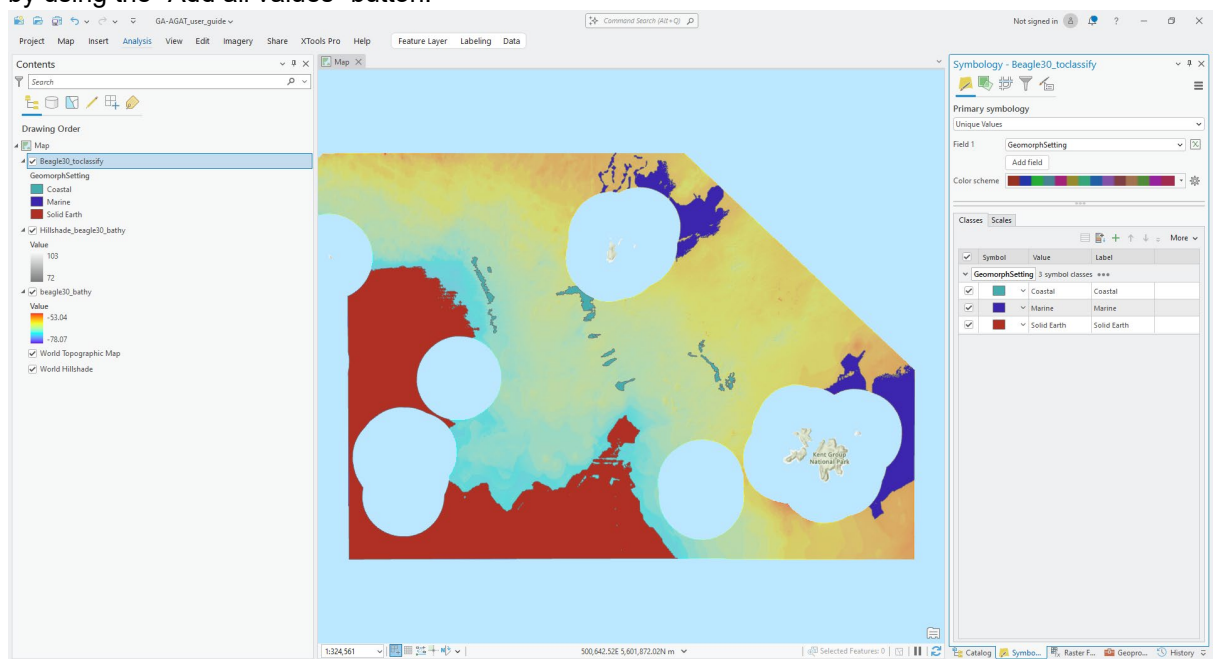 by using the "Add all values" button.
GA-AGAT_user_guide
Command Search (Alt+Q)
Not signed in
Project Map Insert Analysis View Edit Imagery Share XTools Pro Help Feature Layer Labeling Data
Contents
Search
Drawing Order
Map
Beagle30_toclassify
GeomorphSetting
Coastal
Marine
Solid Earth
Hillshade_beagle30_bathy
Value
103
72
beagle30_bathy
Value
-53.04
-78.07
World Topographic Map
World Hillshade
Map
Kent Group
National Park
1:324,561
500,642.52E 5,601,872.02N m
Selected Features: 0
Symbology - Beagle30_toclassify
Primary symbology
Unique Values
Field 1 GeomorphSetting
Add field
Color scheme
Classes Scales
More
Symbol Value Label
GeomorphSetting 3 symbol classes
Coastal Coastal
Marine Marine
Solid Earth Solid Earth
Catalog Symbo... Raster F... Geopro... History